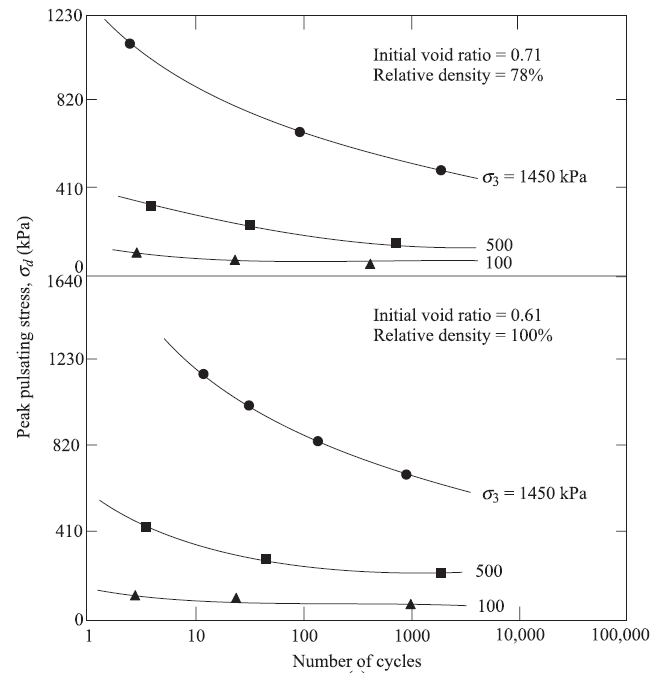 1230
Initial void ratio = 0.71
Relative density = 78%
820
σ3 = 1450 kPa
410
500
100
0
Peak pulsating stress, σd (kPa)
1640
Initial void ratio = 0.61
Relative density = 100%
1230
820
σ3 = 1450 kPa
410
500
100
0
1 10 100 1000 10,000 100,000
Number of cycles